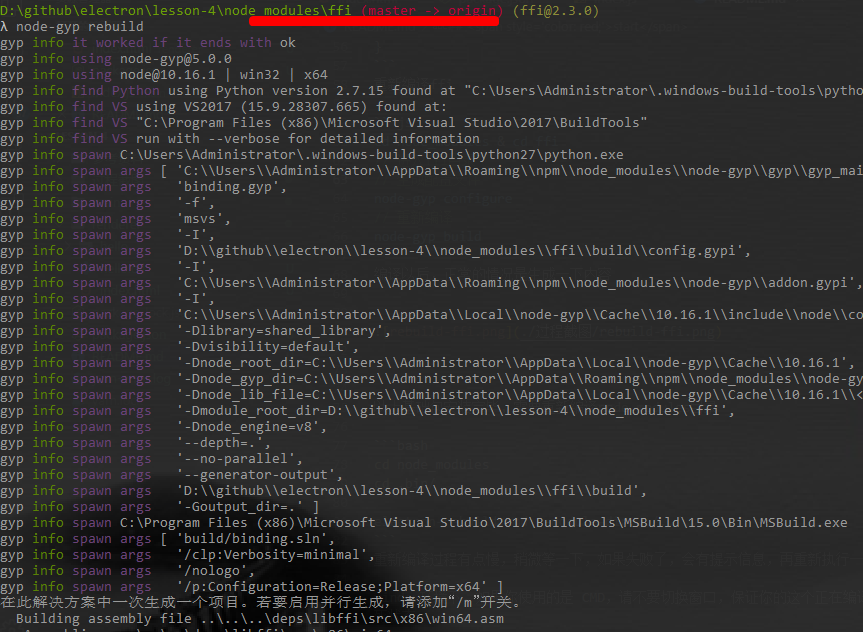 D:\github\electron\lesson-4\node_modules\ffi (master -> origin) (ffi@2.3.0)
λ node-gyp rebuild
gyp info it worked if it ends with ok
gyp info using node-gyp@5.0.0
gyp info using node@10.16.1 | win32 | x64
gyp info find Python using Python version 2.7.15 found at "C:\Users\Administrator\.windows-build-tools\pytho
gyp info find VS using VS2017 (15.9.28307.665) found at:
gyp info find VS "C:\Program Files (x86)\Microsoft Visual Studio\2017\BuildTools"
gyp info find VS run with --verbose for detailed information
gyp info spawn C:\Users\Administrator\.windows-build-tools\python27\python.exe
gyp info spawn args [ 'C:\\Users\\Administrator\\AppData\\Roaming\\npm\\node_modules\\node-gyp\\gyp\\gyp_mai
gyp info spawn args 'binding.gyp',
gyp info spawn args '-f',
gyp info spawn args 'msvs',
gyp info spawn args '-I',
gyp info spawn args 'D:\\github\\electron\\lesson-4\\node_modules\\ffi\\build\\config.gypi',
gyp info spawn args '-I',
gyp info spawn args 'C:\\Users\\Administrator\\AppData\\Roaming\\npm\\node_modules\\node-gyp\\addon.gypi',
gyp info spawn args '-I',
gyp info spawn args 'C:\\Users\\Administrator\\AppData\\Local\\node-gyp\\Cache\\10.16.1\\include\\node\\co
gyp info spawn args '-Dlibrary=shared_library',
gyp info spawn args '-Dvisibility=default',
gyp info spawn args '-Dnode_root_dir=C:\\Users\\Administrator\\AppData\\Local\\node-gyp\\Cache\\10.16.1',
gyp info spawn args '-Dnode_gyp_dir=C:\\Users\\Administrator\\AppData\\Roaming\\npm\\node_modules\\node-gy
gyp info spawn args '-Dnode_lib_file=C:\\Users\\Administrator\\AppData\\Local\\node-gyp\\Cache\\10.16.1\\<
gyp info spawn args '-Dmodule_root_dir=D:\\github\\electron\\lesson-4\\node_modules\\ffi',
gyp info spawn args '-Dnode_engine=v8',
gyp info spawn args '--depth=.',
gyp info spawn args '--no-parallel',
gyp info spawn args '--generator-output',
gyp info spawn args 'D:\\github\\electron\\lesson-4\\node_modules\\ffi\\build',
gyp info spawn args '-Goutput_dir=.' ]
gyp info spawn C:\Program Files (x86)\Microsoft Visual Studio\2017\BuildTools\MSBuild\15.0\Bin\MSBuild.exe
gyp info spawn args [ 'build/binding.sln',
gyp info spawn args '/clp:Verbosity=minimal',
gyp info spawn args '/nologo',
gyp info spawn args '/p:Configuration=Release;Platform=x64' ]
在此解决方案中一次生成一个项目。若要启用并行生成，请添加“/m”开关。
Building assembly file ..\..\..\deps\libffi\src\x86\win64.asm